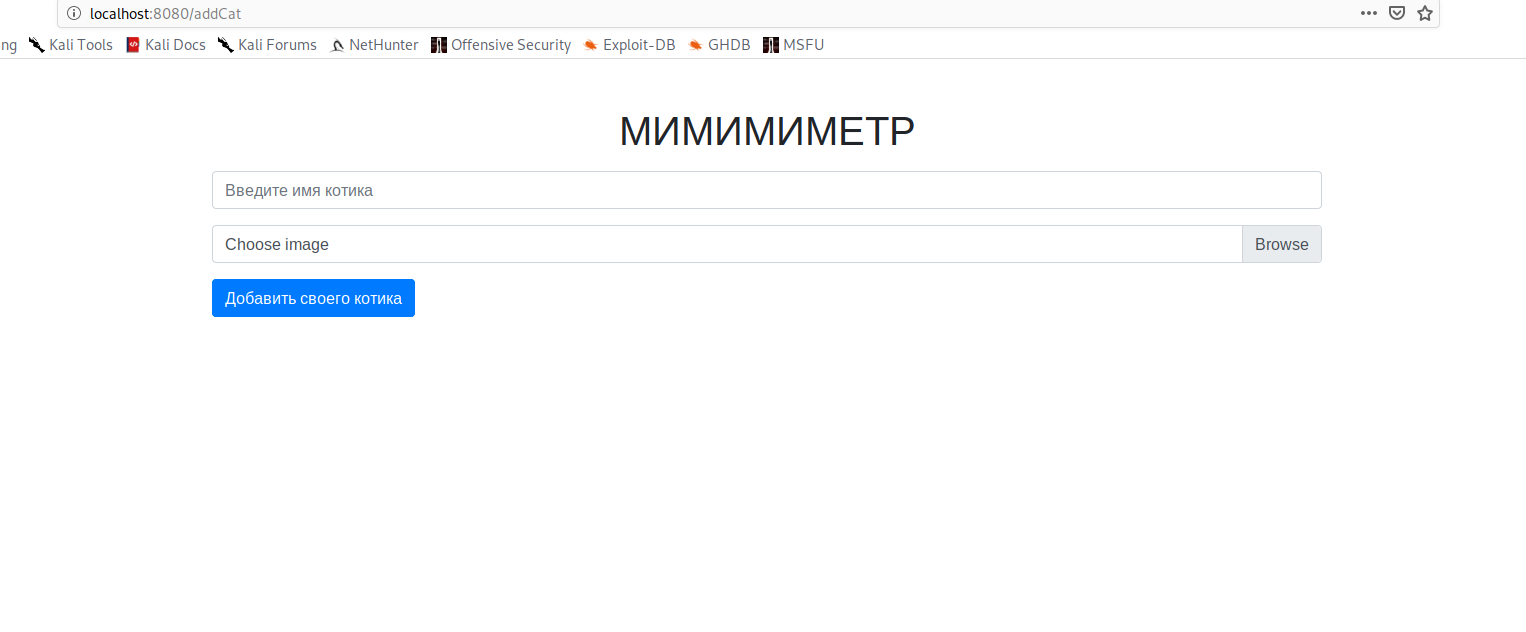 localhost:8080/addCat
ng Kali Tools Kali Docs Kali Forums NetHunter Offensive Security Exploit-DB GHDB MSFU
МИМИМИМЕТР
Введите имя котика
Choose image Browse
Добавить своего котика